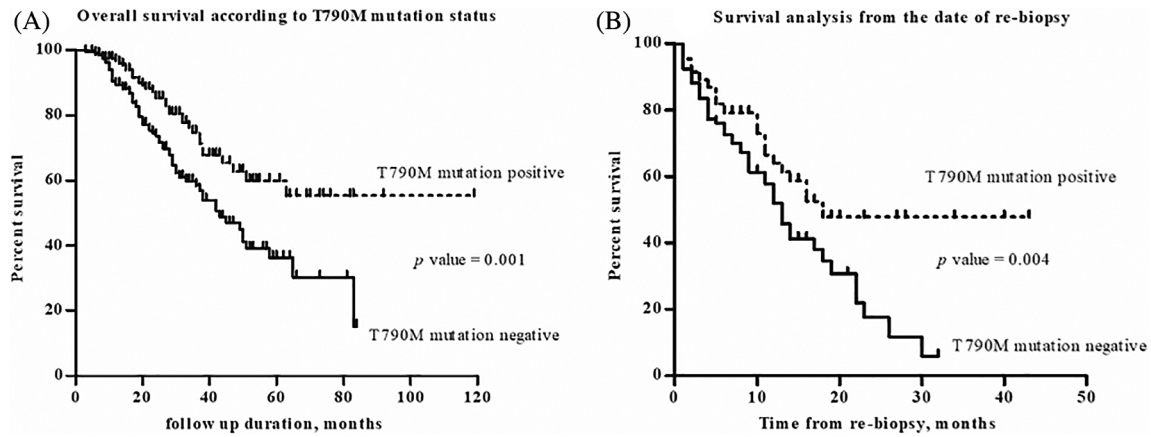 (A)
Overall survival according to T790M mutation status
Percent survival
100
80
60
40
20
0
T790M mutation positive
p value = 0.001
T790M mutation negative
0 20 40 60 80 100 120
follow up duration, months
(B)
Survival analysis from the date of re-biopsy
Percent survival
100
80
60
40
20
0
T790M mutation positive
p value = 0.004
T790M mutation negative
0 10 20 30 40 50
Time from re-biopsy, months